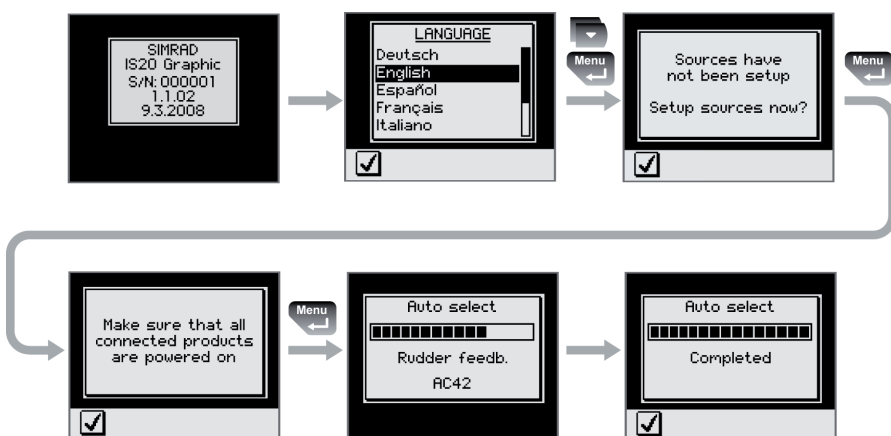 SIMRAD
IS20 Graphic
S/N: 000001
1.1.02
9.3.2008
LANGUAGE
Deutsch
English
Español
Français
Italiano
Menu
Sources have
not been setup
Setup sources now?
Menu
Make sure that all
connected products
are powered on
Menu
Auto select
Rudder feedb.
AC42
Auto select
Completed